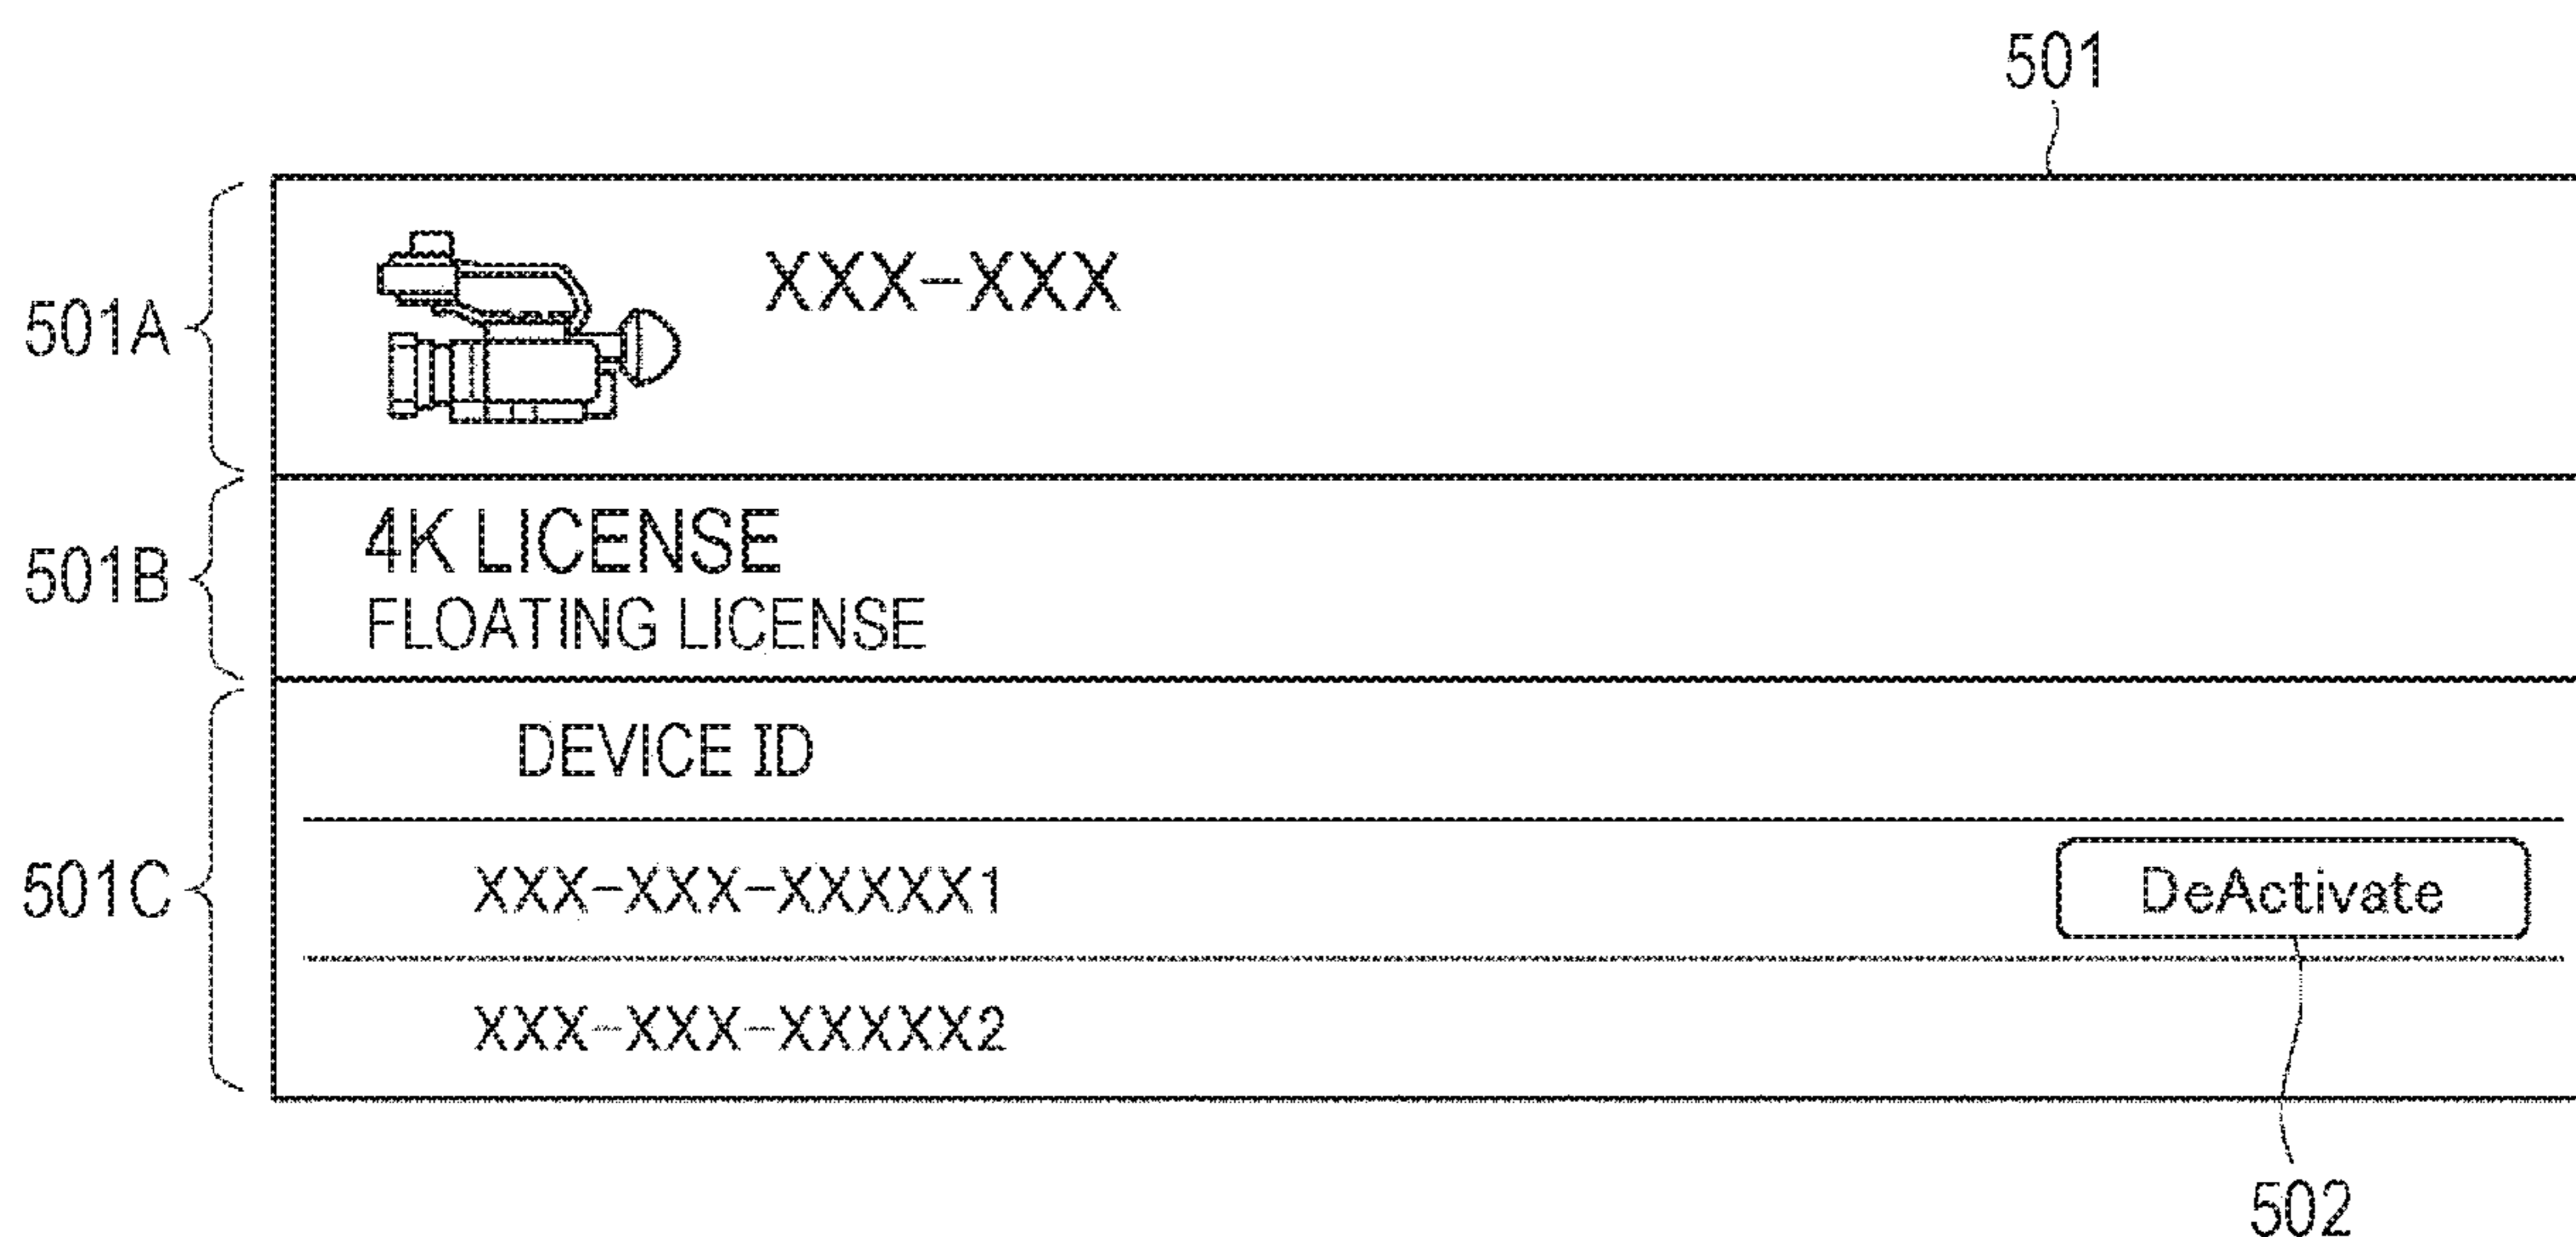 501
501A
XXX-XXX
501B
4K LICENSE
FLOATING LICENSE
DEVICE ID
501C
XXX-XXX-XXXXX1
DeActivate
XXX-XXX-XXXXX2
502